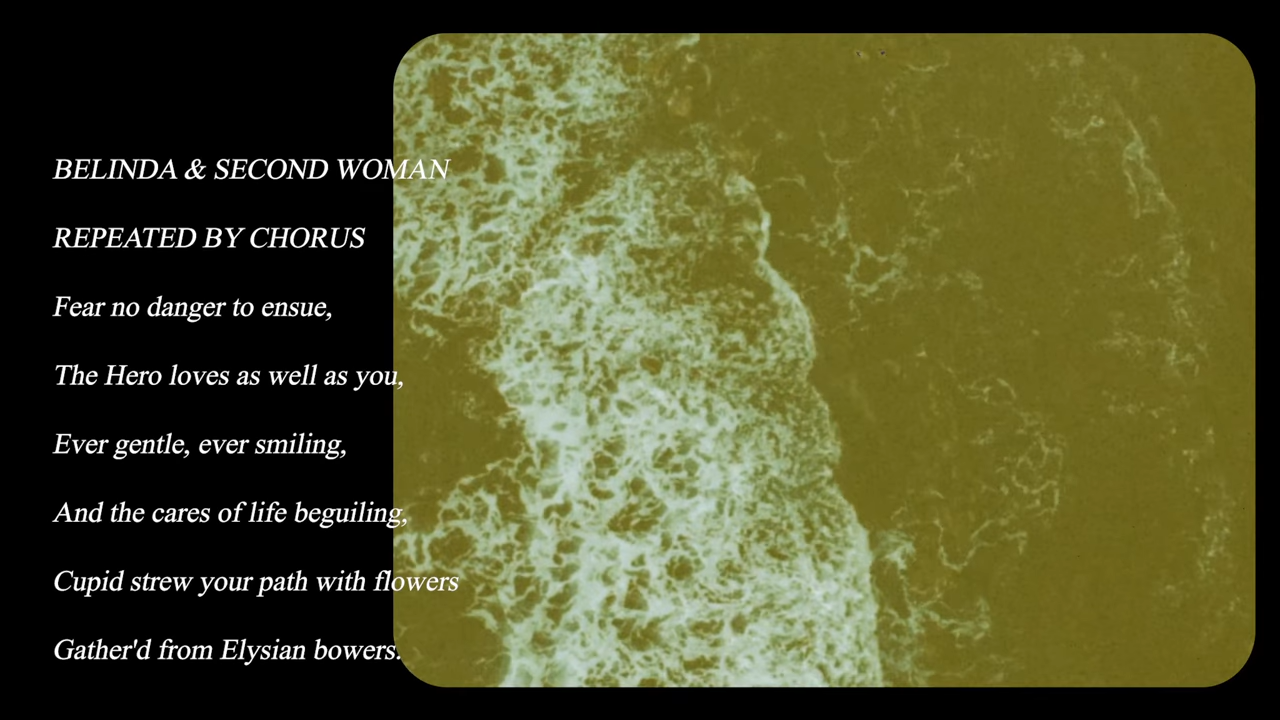 BELINDA & SECOND WOMAN
REPEATED BY CHORUS
Fear no danger to ensue,
The Hero loves as well as you,
Ever gentle, ever smiling,
And the cares of life beguiling,
Cupid strew your path with flowers
Gather'd from Elysian bowers.